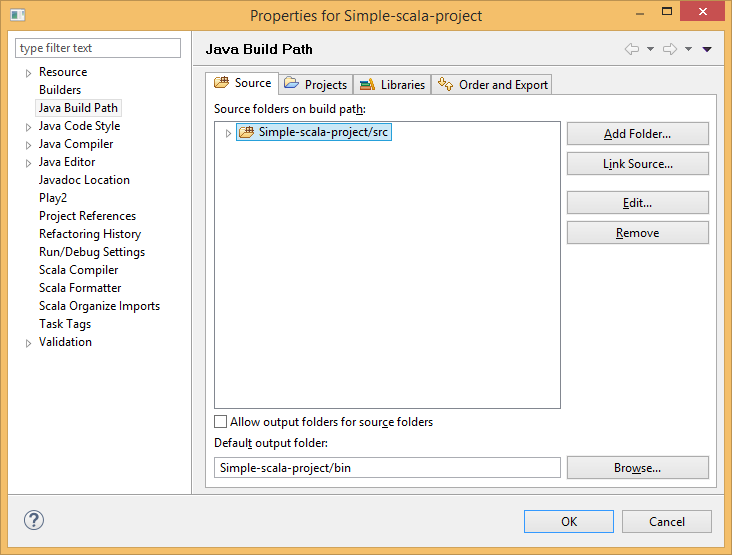 Properties for Simple-scala-project
type filter text
Resource
Builders
Java Build Path
Java Code Style
Java Compiler
Java Editor
Javadoc Location
Play2
Project References
Refactoring History
Run/Debug Settings
Scala Compiler
Scala Formatter
Scala Organize Imports
Task Tags
Validation
Java Build Path
Source Projects Libraries Order and Export
Source folders on build path:
Simple-scala-project/src
Add Folder...
Link Source...
Edit...
Remove
Allow output folders for source folders
Default output folder:
Simple-scala-project/bin
Browse...
?
OK Cancel